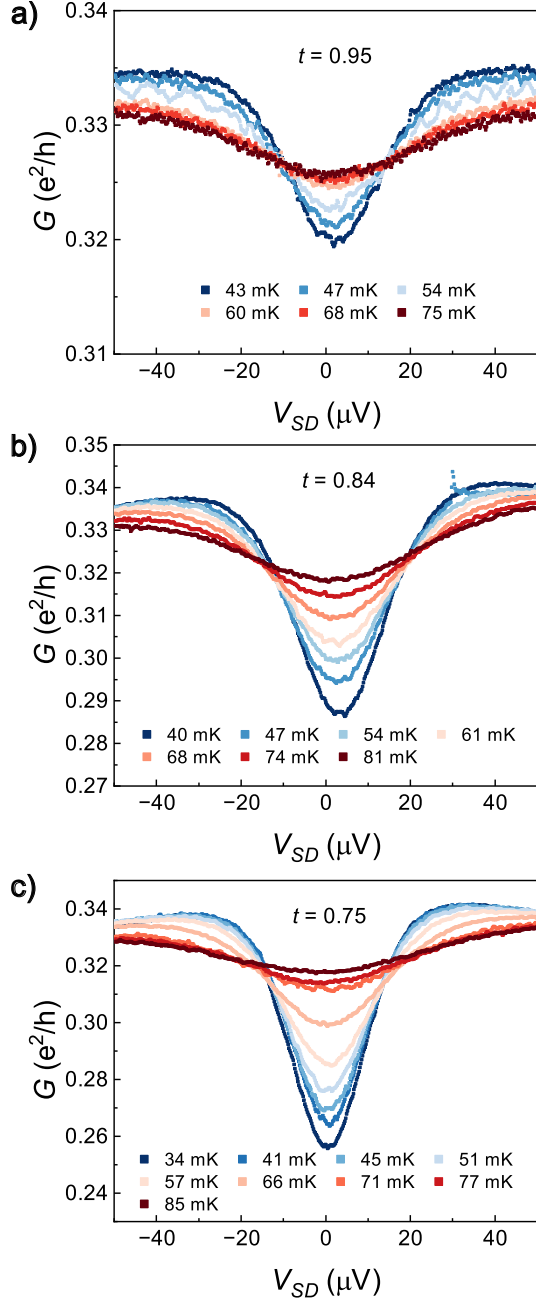 a)
t = 0.95
0.34
0.33
0.32
0.31
G (e²/h)
43 mK 47 mK 54 mK
60 mK 68 mK 75 mK
−40 −20 0 20 40
V_SD (μV)
b)
t = 0.84
0.35
0.34
0.33
0.32
0.31
0.30
0.29
0.28
0.27
G (e²/h)
40 mK 47 mK 54 mK 61 mK
68 mK 74 mK 81 mK
−40 −20 0 20 40
V_SD (μV)
c)
t = 0.75
0.34
0.32
0.30
0.28
0.26
0.24
G (e²/h)
34 mK 41 mK 45 mK 51 mK
57 mK 66 mK 71 mK 77 mK
85 mK
−40 −20 0 20 40
V_SD (μV)